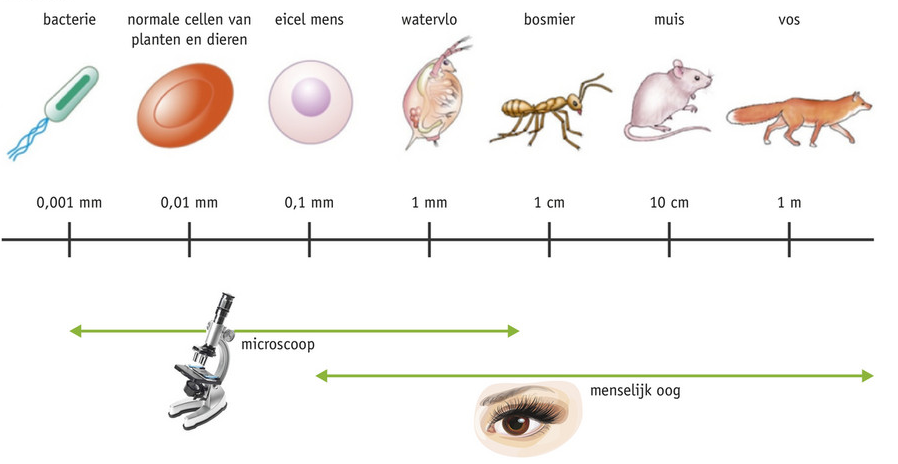 bacterie
normale cellen van
planten en dieren
eicel mens
watervlo
bosmier
muis
vos
0,001 mm
0,01 mm
0,1 mm
1 mm
1 cm
10 cm
1 m
microscoop
menselijk oog